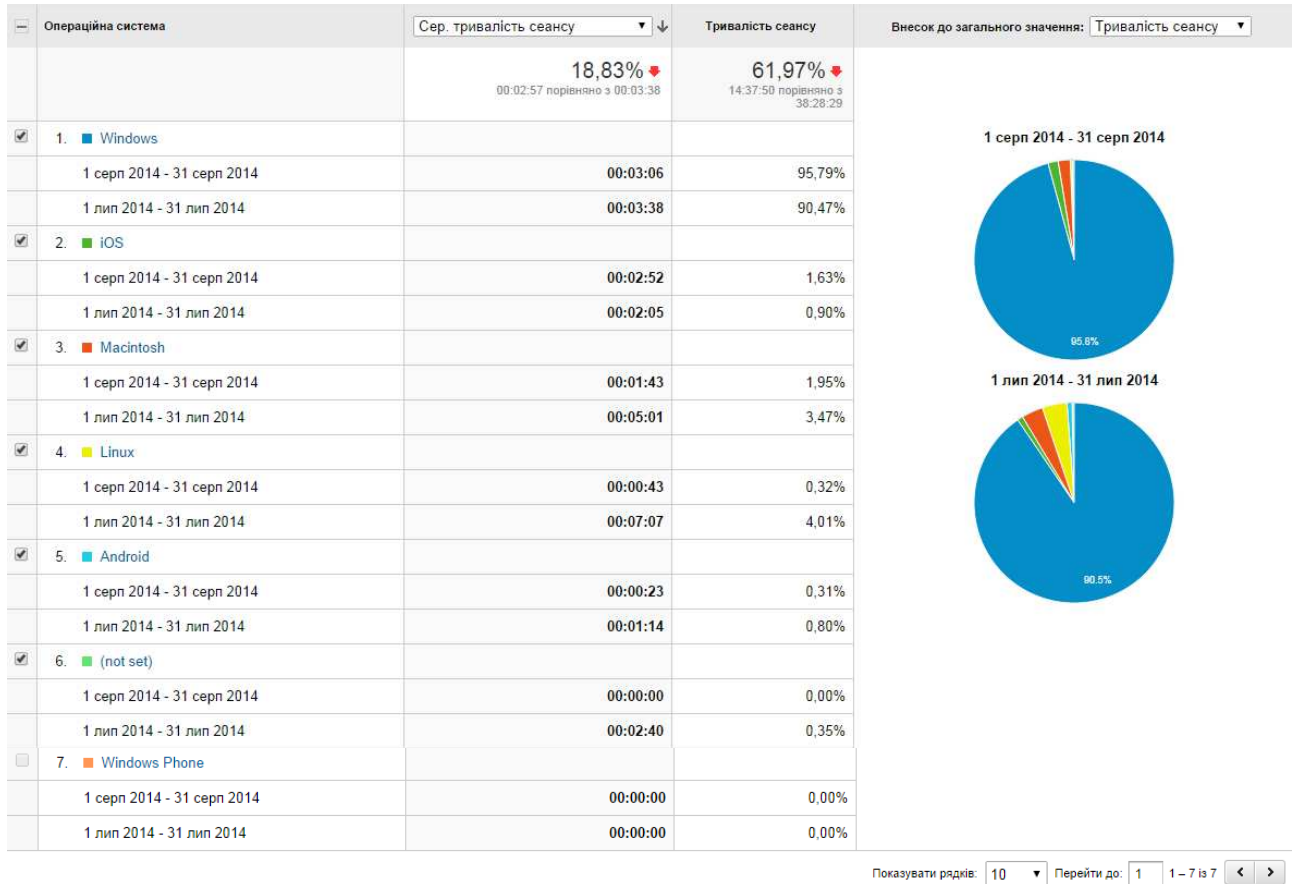 Операційна система Сер. тривалість сеансу Тривалість сеансу Внесок до загального значення: Тривалість сеансу
18,83% 61,97%
00:02:57 порівняно з 00:03:38 14:37:50 порівняно з
38:28:29
1. Windows
1 серп 2014 - 31 серп 2014 00:03:06 95,79%
1 лип 2014 - 31 лип 2014 00:03:38 90,47%
2. iOS
1 серп 2014 - 31 серп 2014 00:02:52 1,63%
1 лип 2014 - 31 лип 2014 00:02:05 0,90%
3. Macintosh
1 серп 2014 - 31 серп 2014 00:01:43 1,95%
1 лип 2014 - 31 лип 2014 00:05:01 3,47%
4. Linux
1 серп 2014 - 31 серп 2014 00:00:43 0,32%
1 лип 2014 - 31 лип 2014 00:07:07 4,01%
5. Android
1 серп 2014 - 31 серп 2014 00:00:23 0,31%
1 лип 2014 - 31 лип 2014 00:01:14 0,80%
6. (not set)
1 серп 2014 - 31 серп 2014 00:00:00 0,00%
1 лип 2014 - 31 лип 2014 00:02:40 0,35%
7. Windows Phone
1 серп 2014 - 31 серп 2014 00:00:00 0,00%
1 лип 2014 - 31 лип 2014 00:00:00 0,00%
1 серп 2014 - 31 серп 2014
95.8%
1 лип 2014 - 31 лип 2014
90.5%
Показувати рядків: 10 Перейти до: 1 1 – 7 із 7